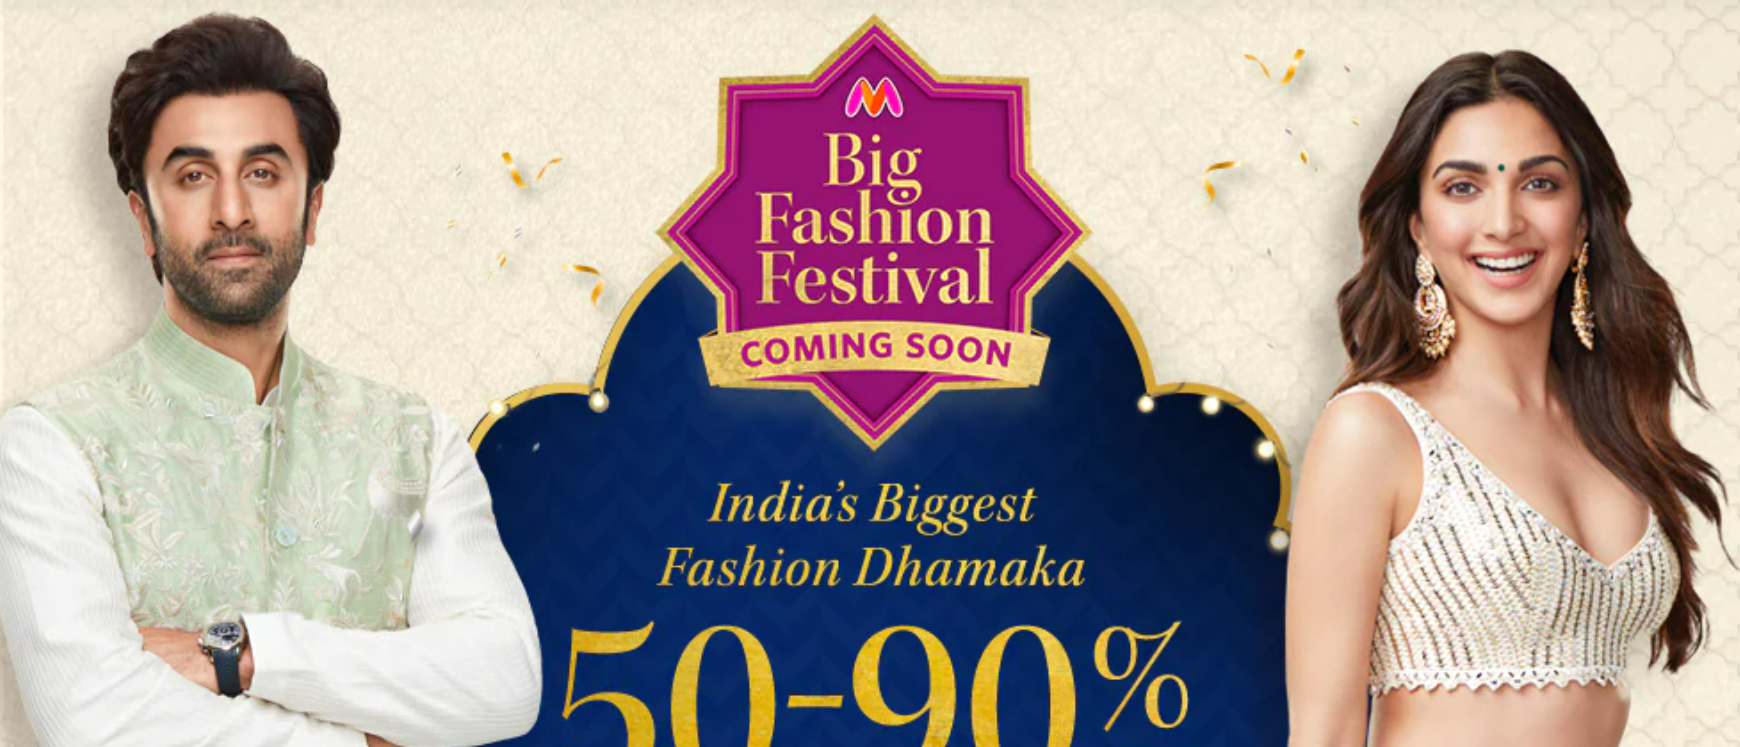 Big
Fashion
Festival
COMING SOON
India's Biggest
Fashion Dhamaka
50-90%